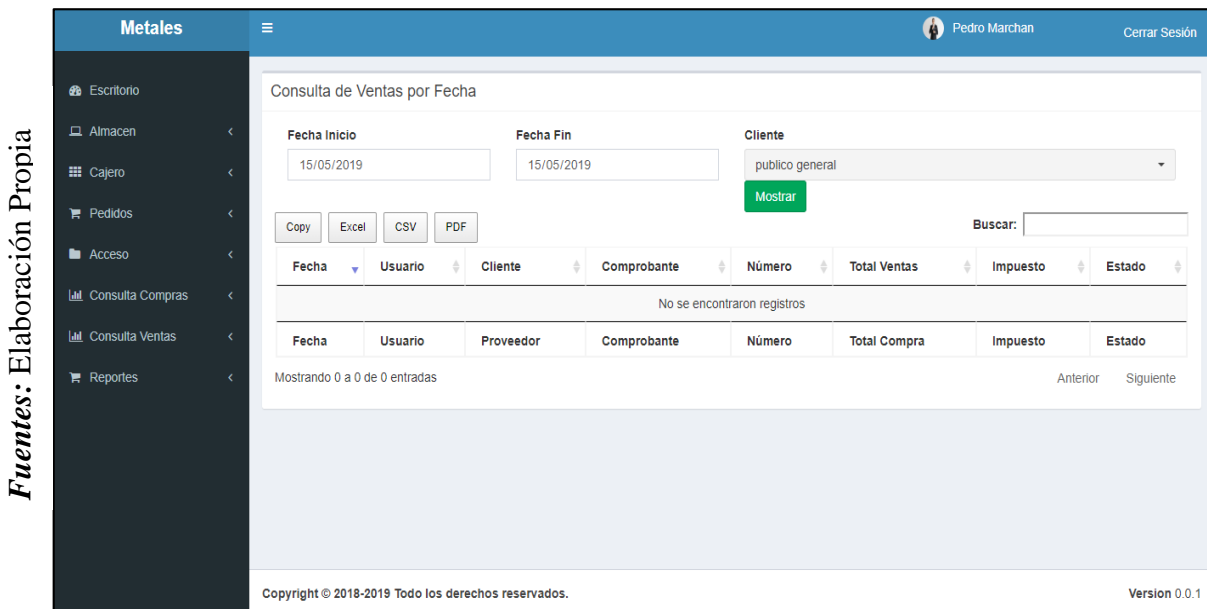 Fuentes: Elaboración Propia
Metales
Pedro Marchan
Cerrar Sesión
Escritorio
Almacen
Cajero
Pedidos
Acceso
Consulta Compras
Consulta Ventas
Reportes
Consulta de Ventas por Fecha
Fecha Inicio Fecha Fin Cliente
15/05/2019 15/05/2019 publico general
Mostrar
Copy Excel CSV PDF Buscar:
Fecha Usuario Cliente Comprobante Número Total Ventas Impuesto Estado
No se encontraron registros
Fecha Usuario Proveedor Comprobante Número Total Compra Impuesto Estado
Mostrando 0 a 0 de 0 entradas Anterior Siguiente
Copyright © 2018-2019 Todo los derechos reservados. Version 0.0.1